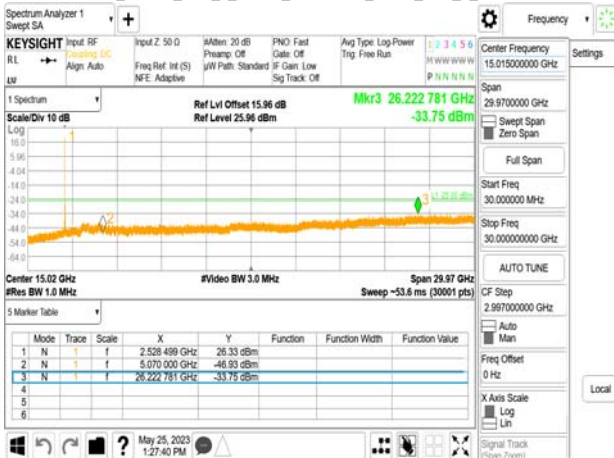 Spectrum Analyzer 1
Swept SA
Frequency
Settings
KEYSIGHT
RL
Input: RF
Coupling: DC
Align: Auto
Input Z: 50 Ω
Freq Ref: Int (S)
NFE: Adaptive
#Atten: 20 dB
Preamp: Off
µW Path: Standard
PNO: Fast
Gate: Off
IF Gain: Low
Sig Track: Off
Avg Type: Log-Power
Trig: Free Run
1 2 3 4 5 6
M W W W W W
P N N N N N
1 Spectrum
Scale/Div 10 dB
Ref Lvl Offset 15.96 dB
Ref Level 25.96 dBm
Mkr3 26.222 781 GHz
-33.75 dBm
Log
16.0
5.96
-4.04
-14.0
-24.0
-34.0
-44.0
-54.0
-64.0
1
2
3
Center 15.02 GHz
#Res BW 1.0 MHz
#Video BW 3.0 MHz
Span 29.97 GHz
Sweep ~53.6 ms (30001 pts)
5 Marker Table
Mode Trace Scale X Y Function Function Width Function Value
1 N 1 f 2.528 499 GHz 26.33 dBm
2 N 1 f 5.070 000 GHz -46.93 dBm
3 N 1 f 26.222 781 GHz -33.75 dBm
4
5
6
May 25, 2023
1:27:40 PM
Center Frequency
15.015000000 GHz
Span
29.9700000 GHz
Swept Span
Zero Span
Full Span
Start Freq
30.000000 MHz
Stop Freq
30.000000000 GHz
AUTO TUNE
CF Step
2.997000000 GHz
Auto
Man
Freq Offset
0 Hz
X Axis Scale
Log
Lin
Signal Track
(Span Zoom)
Local